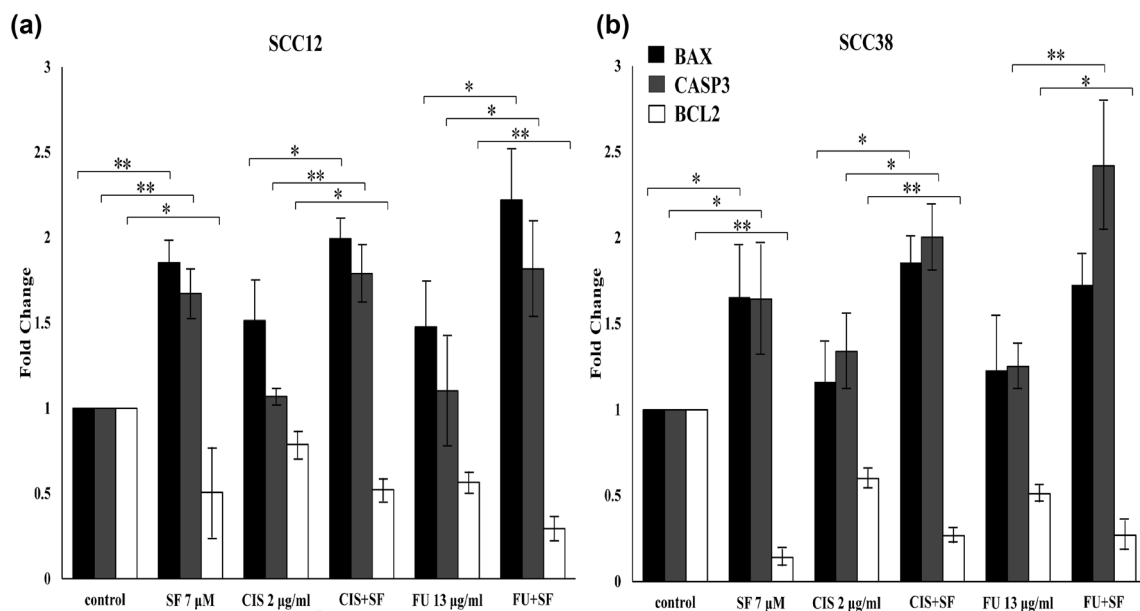 (a)
SCC12
3
2.5
2
1.5
1
0.5
0
Fold Change
** ** *
* ** *
* * **
control SF 7 µM CIS 2 µg/ml CIS+SF FU 13 µg/ml FU+SF
(b)
SCC38
BAX
CASP3
BCL2
3
2.5
2
1.5
1
0.5
0
Fold Change
* * **
* * **
** *
control SF 7 µM CIS 2 µg/ml CIS+SF FU 13 µg/ml FU+SF